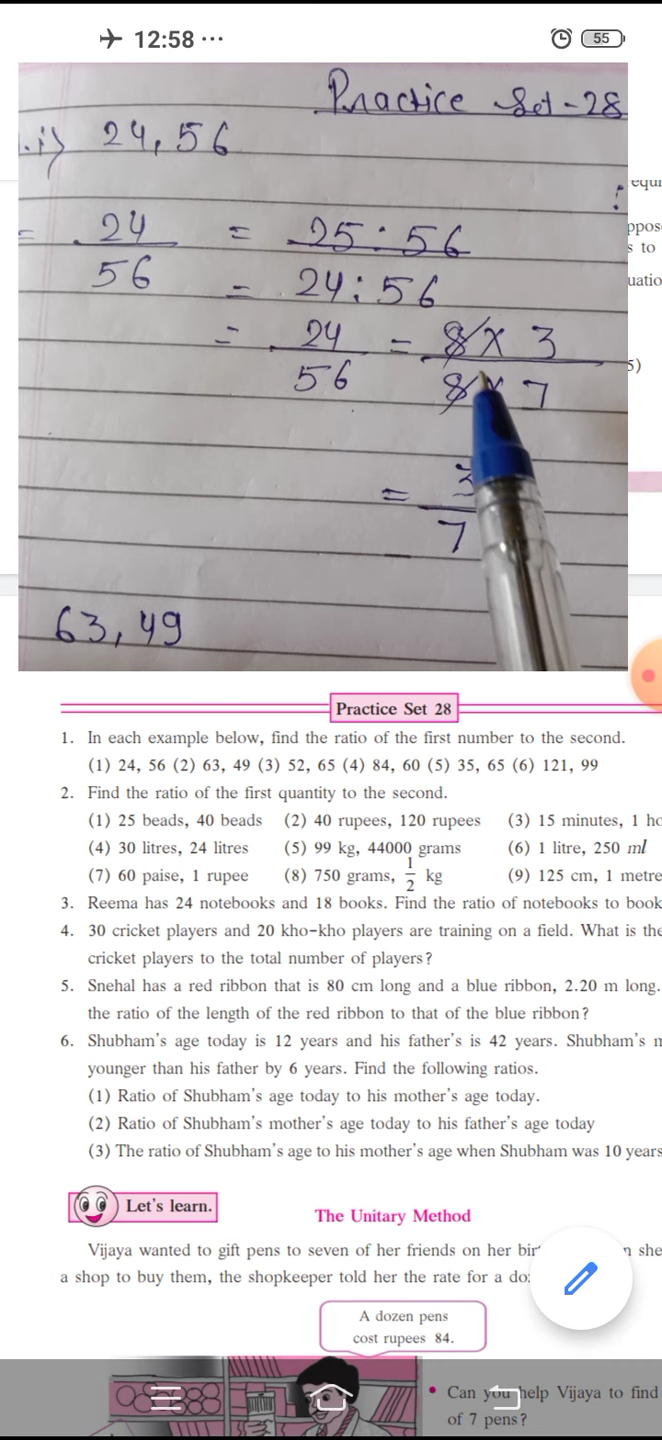 12:58 ...
55
Practice Set-28
i) 24, 56
= 24/56 = 25:56
= 24:56
= 24/56 = 8×3/8×7
= 3/7
63, 49
s to
5)
Practice Set 28
1. In each example below, find the ratio of the first number to the second.
(1) 24, 56 (2) 63, 49 (3) 52, 65 (4) 84, 60 (5) 35, 65 (6) 121, 99
2. Find the ratio of the first quantity to the second.
(1) 25 beads, 40 beads (2) 40 rupees, 120 rupees (3) 15 minutes, 1 ho
(4) 30 litres, 24 litres (5) 99 kg, 44000 grams (6) 1 litre, 250 ml
(7) 60 paise, 1 rupee (8) 750 grams, 1/2 kg (9) 125 cm, 1 metre
3. Reema has 24 notebooks and 18 books. Find the ratio of notebooks to book
4. 30 cricket players and 20 kho-kho players are training on a field. What is the
cricket players to the total number of players?
5. Snehal has a red ribbon that is 80 cm long and a blue ribbon, 2.20 m long.
the ratio of the length of the red ribbon to that of the blue ribbon?
6. Shubham's age today is 12 years and his father's is 42 years. Shubham's
younger than his father by 6 years. Find the following ratios.
(1) Ratio of Shubham's age today to his mother's age today.
(2) Ratio of Shubham's mother's age today to his father's age today
(3) The ratio of Shubham's age to his mother's age when Shubham was 10 years
Let's learn.
The Unitary Method
Vijaya wanted to gift pens to seven of her friends on her bir she
a shop to buy them, the shopkeeper told her the rate for a do
A dozen pens
cost rupees 84.
• Can you help Vijaya to find
of 7 pens?